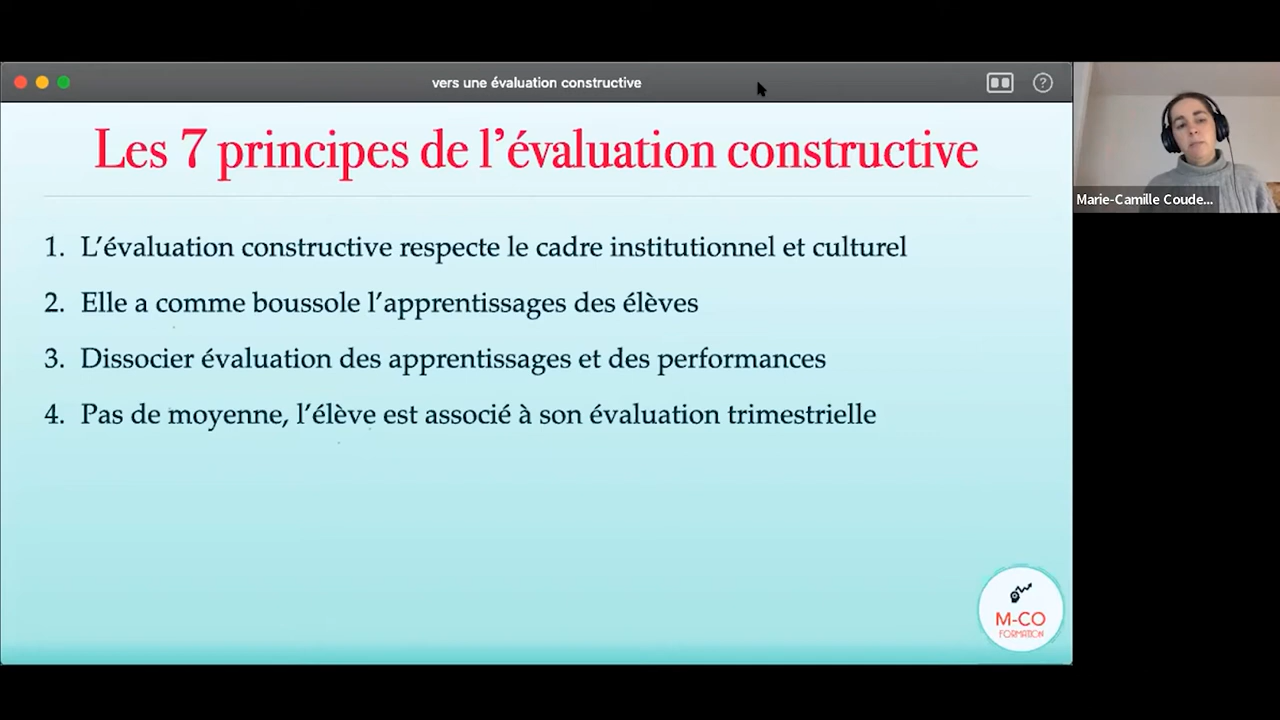 vers une évaluation constructive
?
Les 7 principes de l'évaluation constructive
1. L'évaluation constructive respecte le cadre institutionnel et culturel
2. Elle a comme boussole l'apprentissages des élèves
3. Dissocier évaluation des apprentissages et des performances
4. Pas de moyenne, l'élève est associé à son évaluation trimestrielle
M-CO
FORMATION
Marie-Camille Coude...